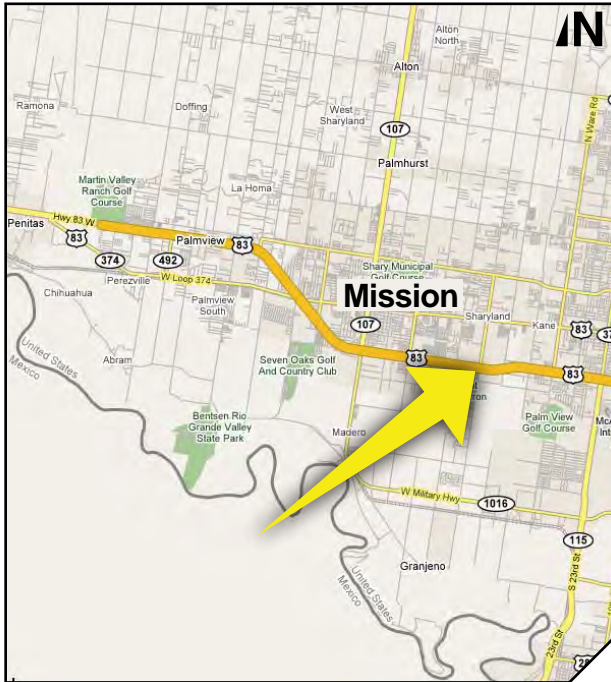 N
Alton
North
Alton
Ramona
Doffing
West
Sharyland
N Ware Rd
107
Palmhurst
Martin Valley
Ranch Golf
Course
La Homa
Hwy 83 W
Penitas
83
Palmview
83
374
492
W Loop 374
Perezville
Chihuahua
Palmview
South
Shary Municipal
Golf Course
Mission
107
Sharyland
Kane
83
83
83
Abram
United States
Mexico
Seven Oaks Golf
And Country Club
Bentsen Rio
Grande Valley
State Park
Palm View
Golf Course
Madero
W Military Hwy
1016
115
Granjeno
S 23rd St
United States
Mexico
23rd St